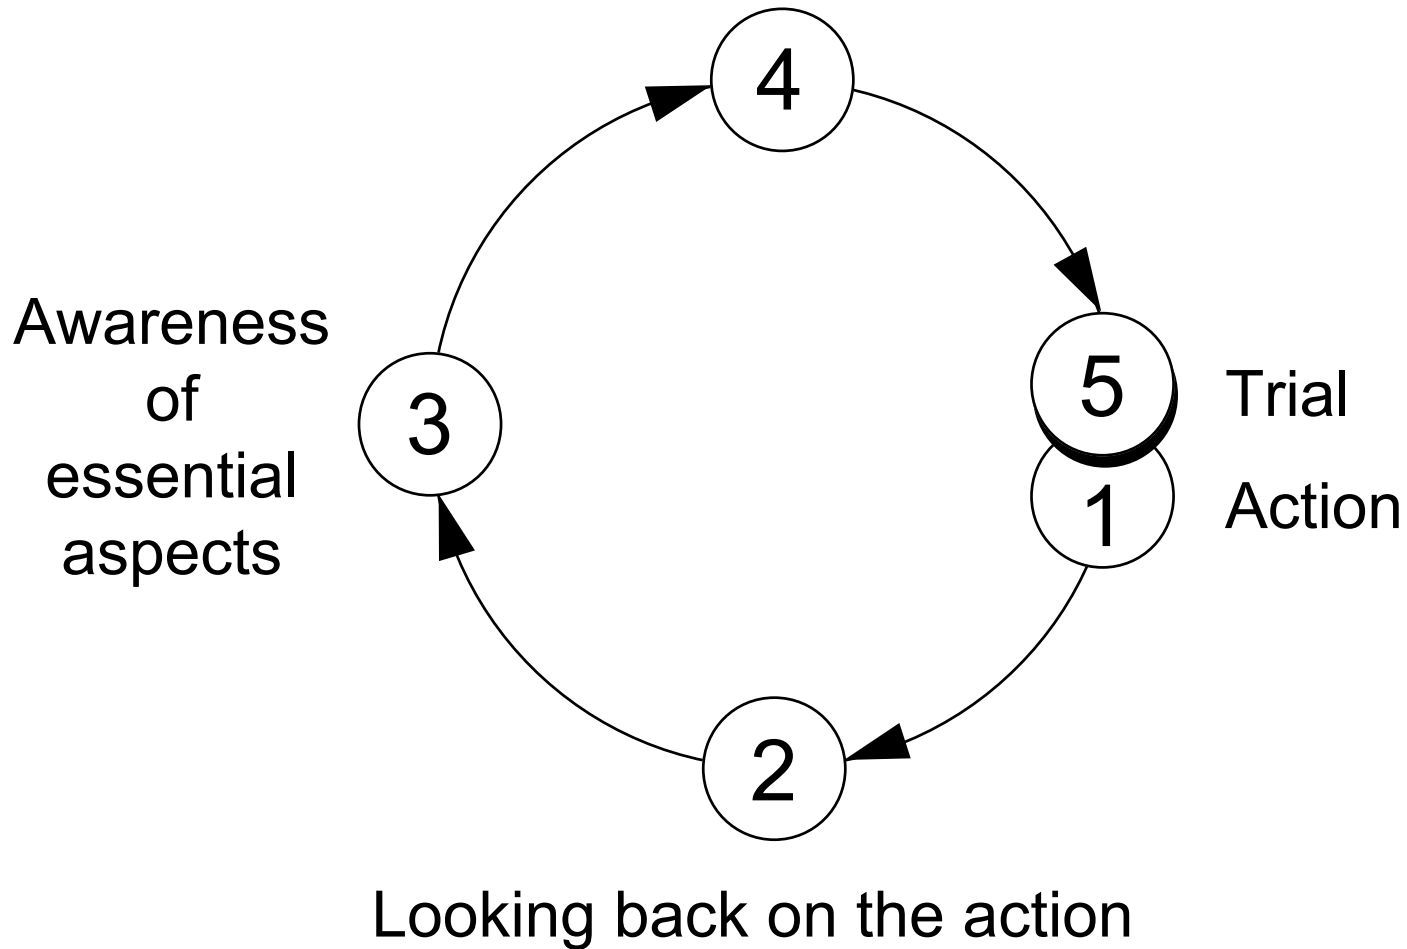 4
Awareness
of
essential
aspects
3
5
Trial
1
Action
2
Looking back on the action